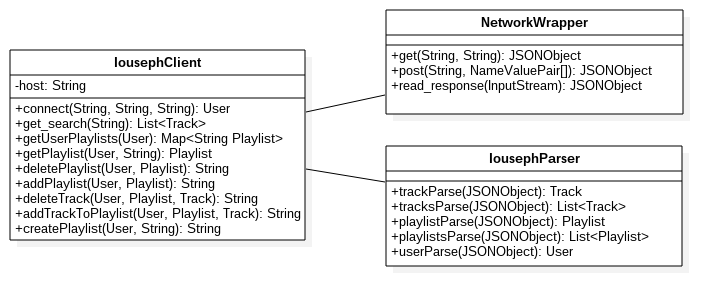 IousephClient
-host: String
+connect(String, String, String): User
+get_search(String): List<Track>
+getUserPlaylists(User): Map<String Playlist>
+getPlaylist(User, String): Playlist
+deletePlaylist(User, Playlist): String
+addPlaylist(User, Playlist): String
+deleteTrack(User, Playlist, Track): String
+addTrackToPlaylist(User, Playlist, Track): String
+createPlaylist(User, String): String
NetworkWrapper
+get(String, String): JSONObject
+post(String, NameValuePair[]): JSONObject
+read_response(InputStream): JSONObject
IousephParser
+trackParse(JSONObject): Track
+tracksParse(JSONObject): List<Track>
+playlistParse(JSONObject): Playlist
+playlistsParse(JSONObject): List<Playlist>
+userParse(JSONObject): User